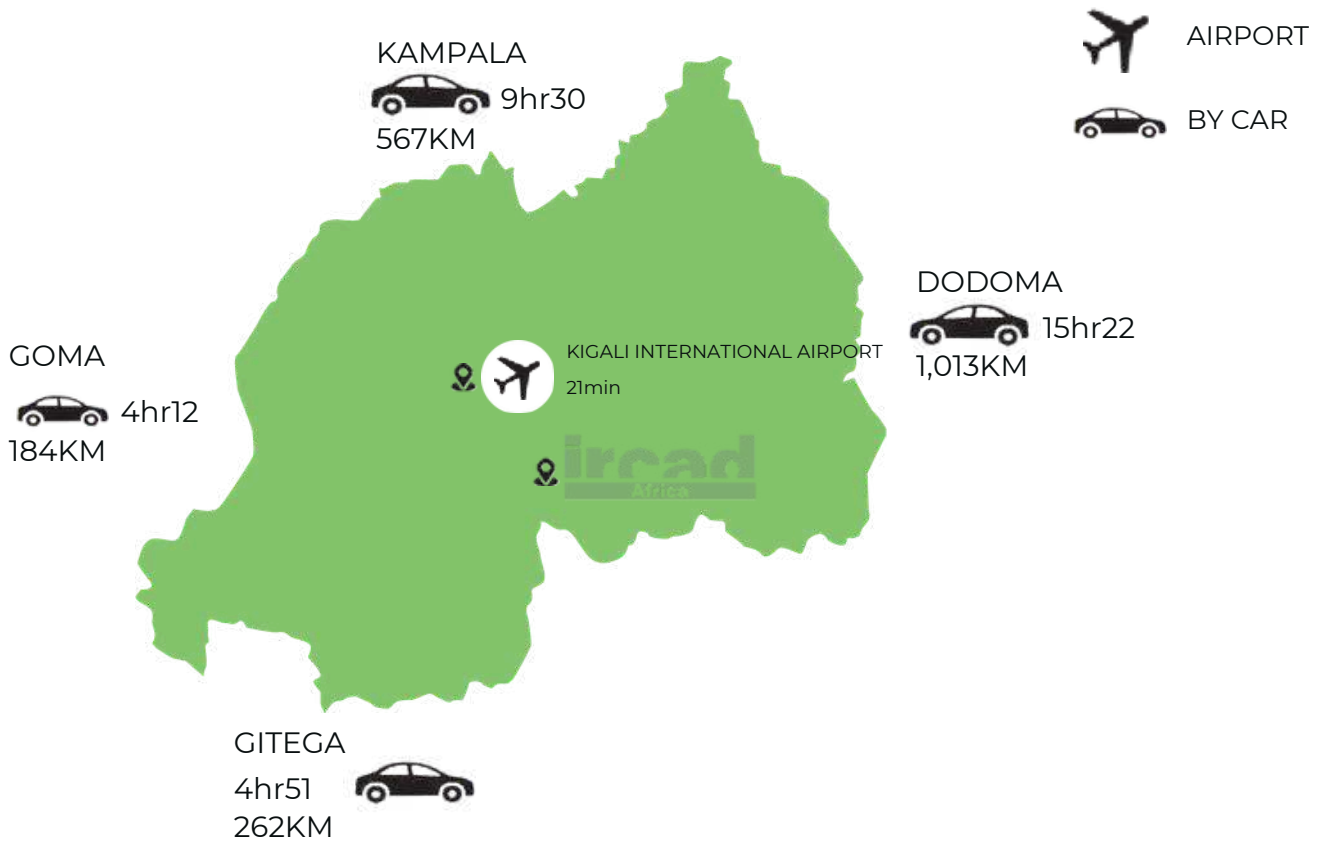 AIRPORT
BY CAR
KAMPALA
9hr30
567KM
DODOMA
15hr22
1,013KM
GOMA
4hr12
184KM
KIGALI INTERNATIONAL AIRPORT
21min
ircad
Africa
GITEGA
4hr51
262KM